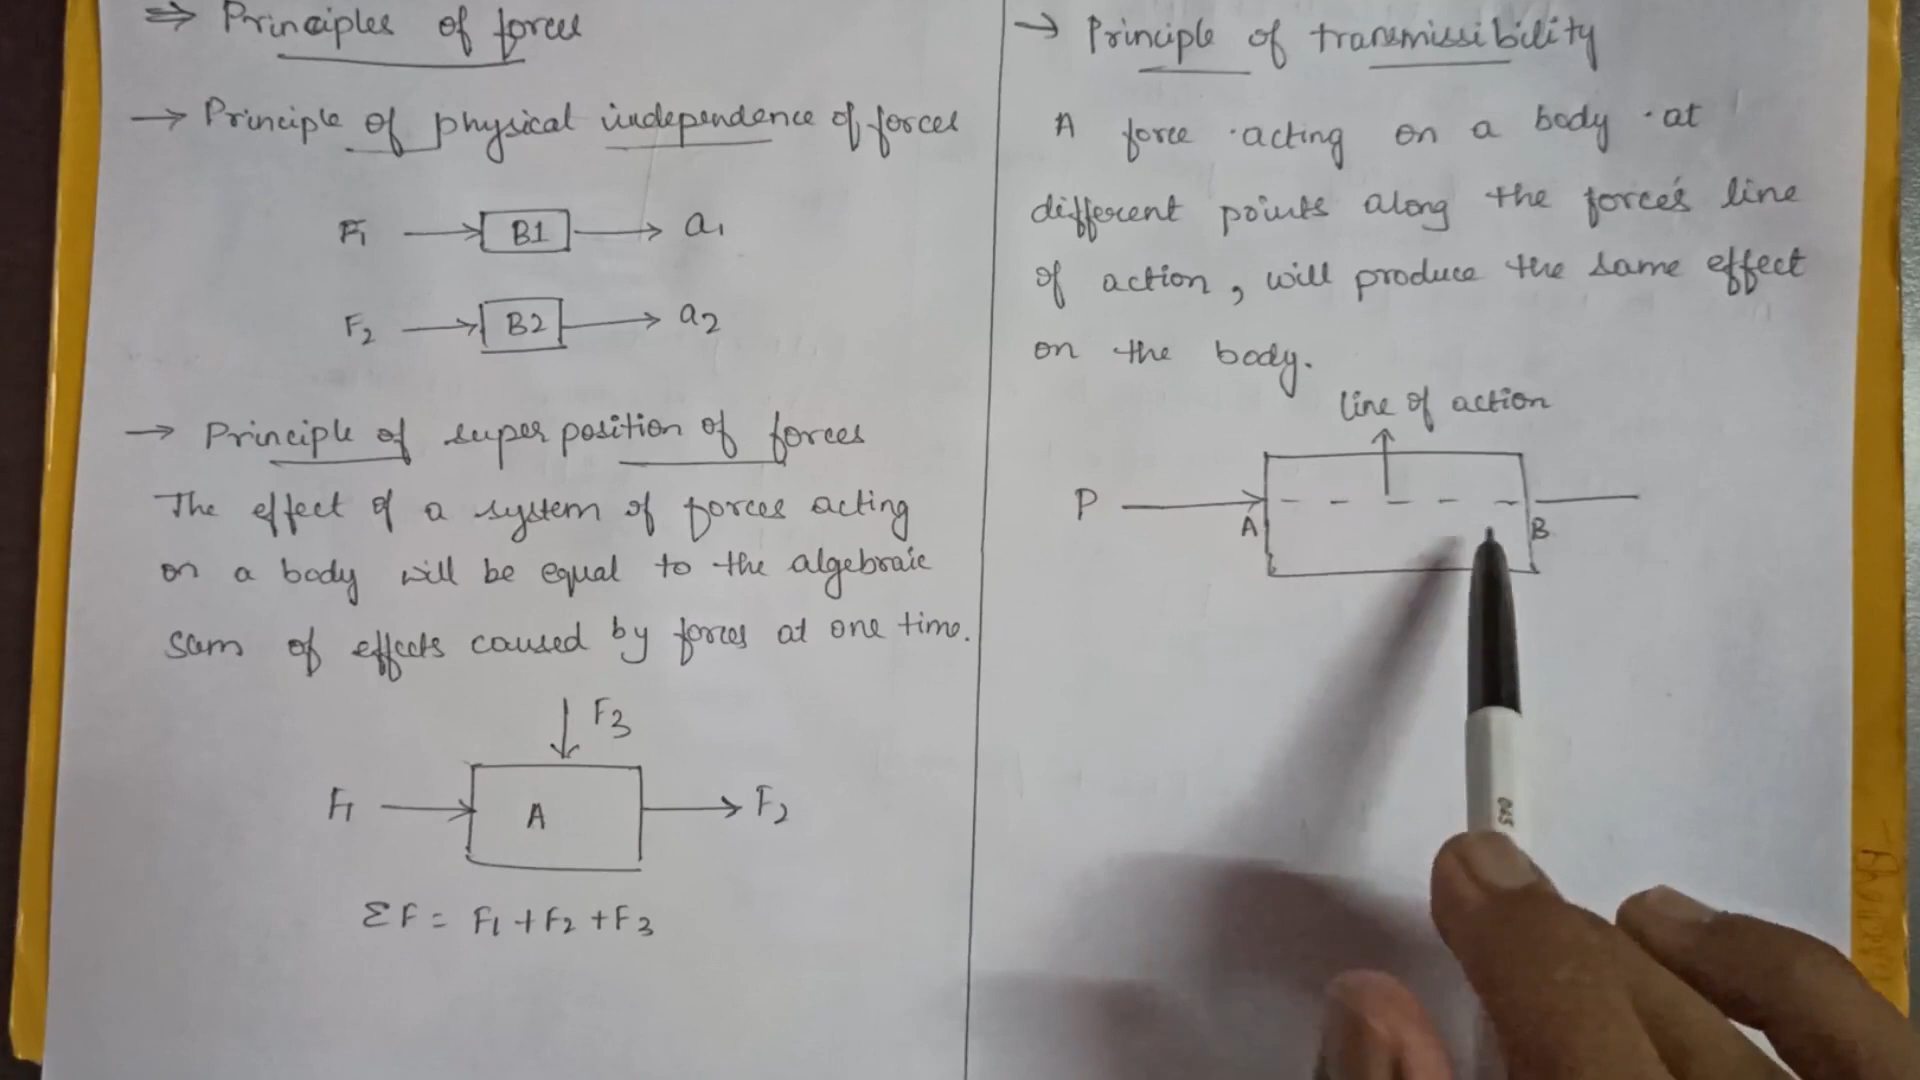 ⇒ Principles of forces
→ Principle of physical independence of forces
F1 → B1 → a1
F2 → B2 → a2
→ Principle of super position of forces
The effect of a system of forces acting
on a body will be equal to the algebraic
sum of effects caused by forces at one time.
F3
F1 → A → F2
ΣF = F1 + F2 + F3
→ Principle of transmissibility
A force acting on a body at
different points along the force's line
of action, will produce the same effect
on the body.
line of action
P
A
B